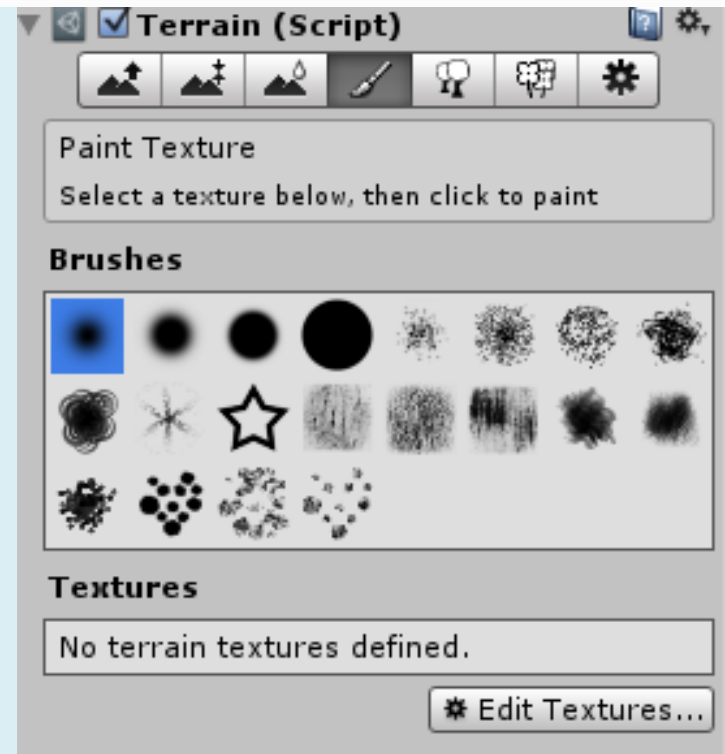 Terrain (Script)
Paint Texture
Select a texture below, then click to paint
Brushes
Textures
No terrain textures defined.
Edit Textures...